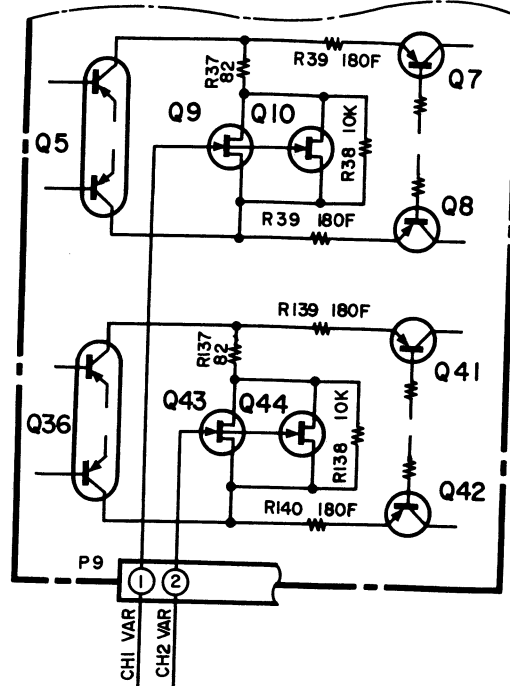 R37
82
R39 180F
Q7
Q9
Q10
10K
R38
Q5
Q8
R39 180F
R139 180F
R137
82
Q41
Q43
Q44
10K
R138
Q36
Q42
R140 180F
P9
1
2
CH1 VAR
CH2 VAR